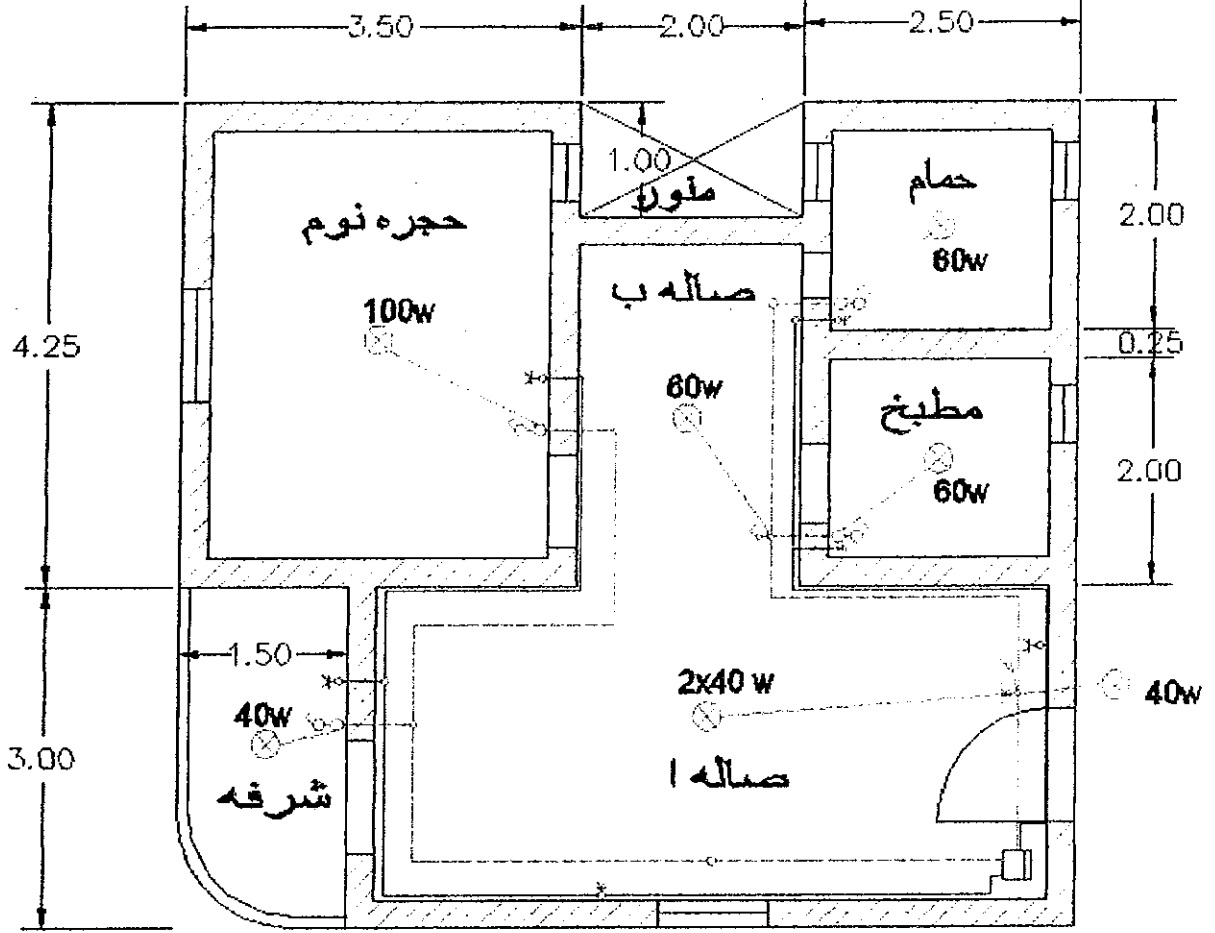 3.50
2.00
2.50
1.00
منور
حمام
60w
2.00
حجره نوم
100w
4.25
صاله ب
60w
0.25
مطبخ
60w
2.00
1.50
40w
شرفه
3.00
2x40 w
صاله ا
40w